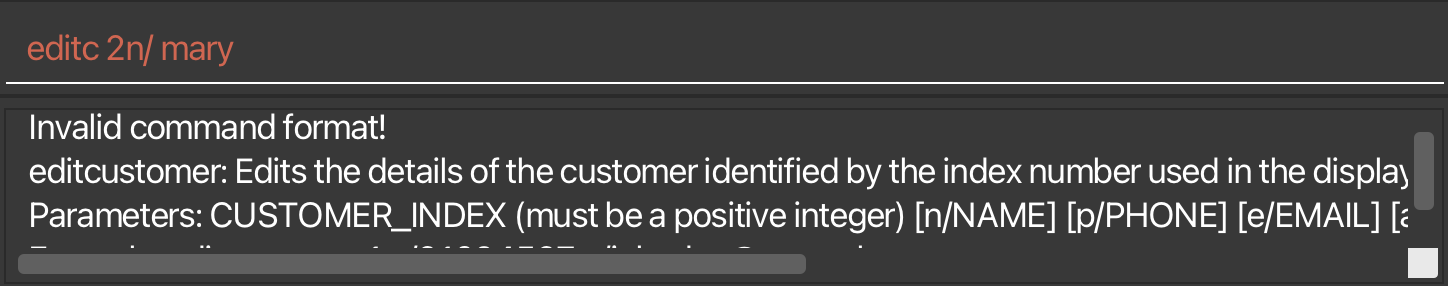 editc 2n/ mary
Invalid command format!
editcustomer: Edits the details of the customer identified by the index number used in the display
Parameters: CUSTOMER_INDEX (must be a positive integer) [n/NAME] [p/PHONE] [e/EMAIL] [a